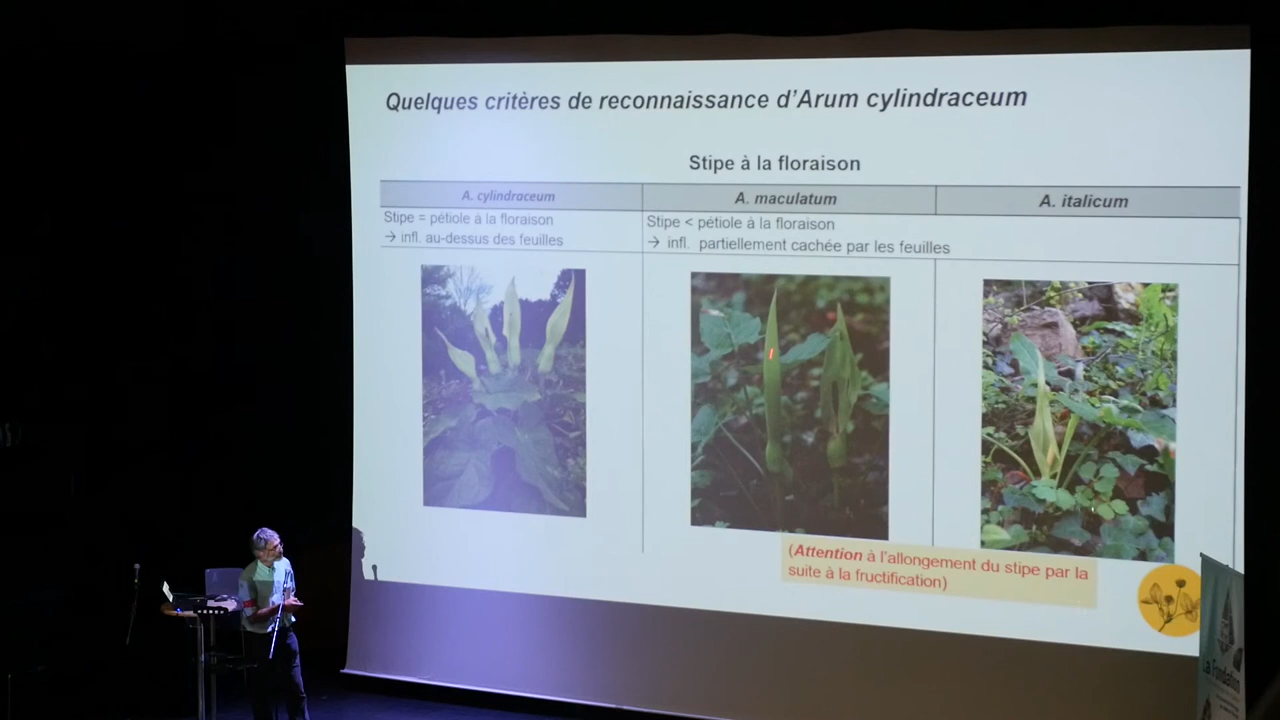 Quelques critères de reconnaissance d'Arum cylindraceum
Stipe à la floraison
A. cylindraceum
A. maculatum
A. italicum
Stipe = pétiole à la floraison
→ infl. au-dessus des feuilles
Stipe < pétiole à la floraison
→ infl. partiellement cachée par les feuilles
(Attention à l'allongement du stipe par la
suite à la fructification)
La Fondation